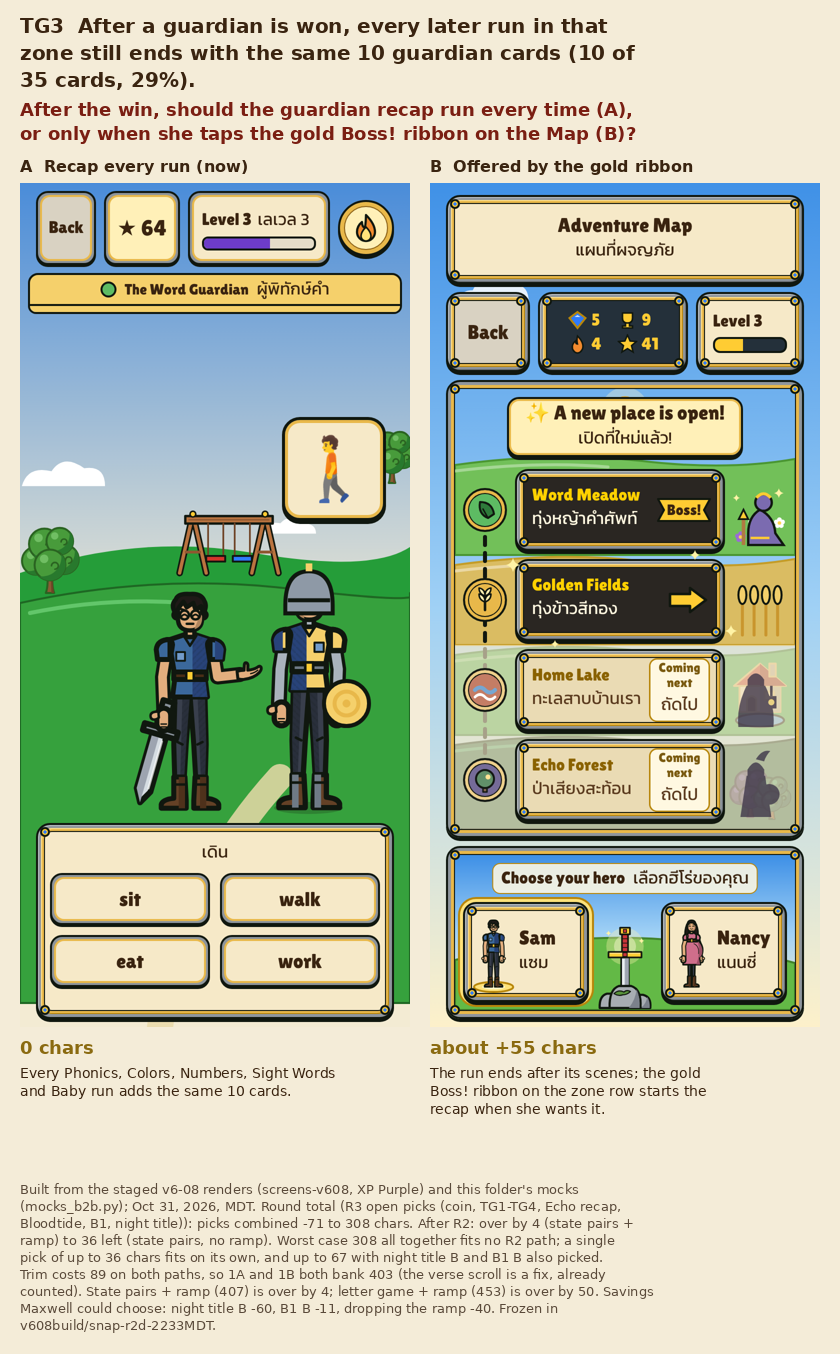 TG3 After a guardian is won, every later run in that
zone still ends with the same 10 guardian cards (10 of
35 cards, 29%).
After the win, should the guardian recap run every time (A),
or only when she taps the gold Boss! ribbon on the Map (B)?
A Recap every run (now)
Back
★ 64
Level 3 เลเวล 3
The Word Guardian ผู้พิทักษ์คำ
เดิน
sit
walk
eat
work
0 chars
Every Phonics, Colors, Numbers, Sight Words
and Baby run adds the same 10 cards.
B Offered by the gold ribbon
Adventure Map
แผนที่ผจญภัย
Back
5 9
4 41
Level 3
✨ A new place is open!
เปิดที่ใหม่แล้ว!
Word Meadow
ทุ่งหญ้าคำศัพท์
Boss!
Golden Fields
ทุ่งข้าวสีทอง
Home Lake
ทะเลสาบบ้านเรา
Coming
next
ถัดไป
Echo Forest
ป่าเสียงสะท้อน
Coming
next
ถัดไป
Choose your hero เลือกฮีโร่ของคุณ
Sam
แซม
Nancy
แนนซี่
about +55 chars
The run ends after its scenes; the gold
Boss! ribbon on the zone row starts the
recap when she wants it.
Built from the staged v6-08 renders (screens-v608, XP Purple) and this folder's mocks
(mocks_b2b.py); Oct 31, 2026, MDT. Round total (R3 open picks (coin, TG1-TG4, Echo recap,
Bloodtide, B1, night title)): picks combined -71 to 308 chars. After R2: over by 4 (state pairs +
ramp) to 36 left (state pairs, no ramp). Worst case 308 all together fits no R2 path; a single
pick of up to 36 chars fits on its own, and up to 67 with night title B and B1 B also picked.
Trim costs 89 on both paths, so 1A and 1B both bank 403 (the verse scroll is a fix, already
counted). State pairs + ramp (407) is over by 4; letter game + ramp (453) is over by 50. Savings
Maxwell could choose: night title B -60, B1 B -11, dropping the ramp -40. Frozen in
v608build/snap-r2d-2233MDT.